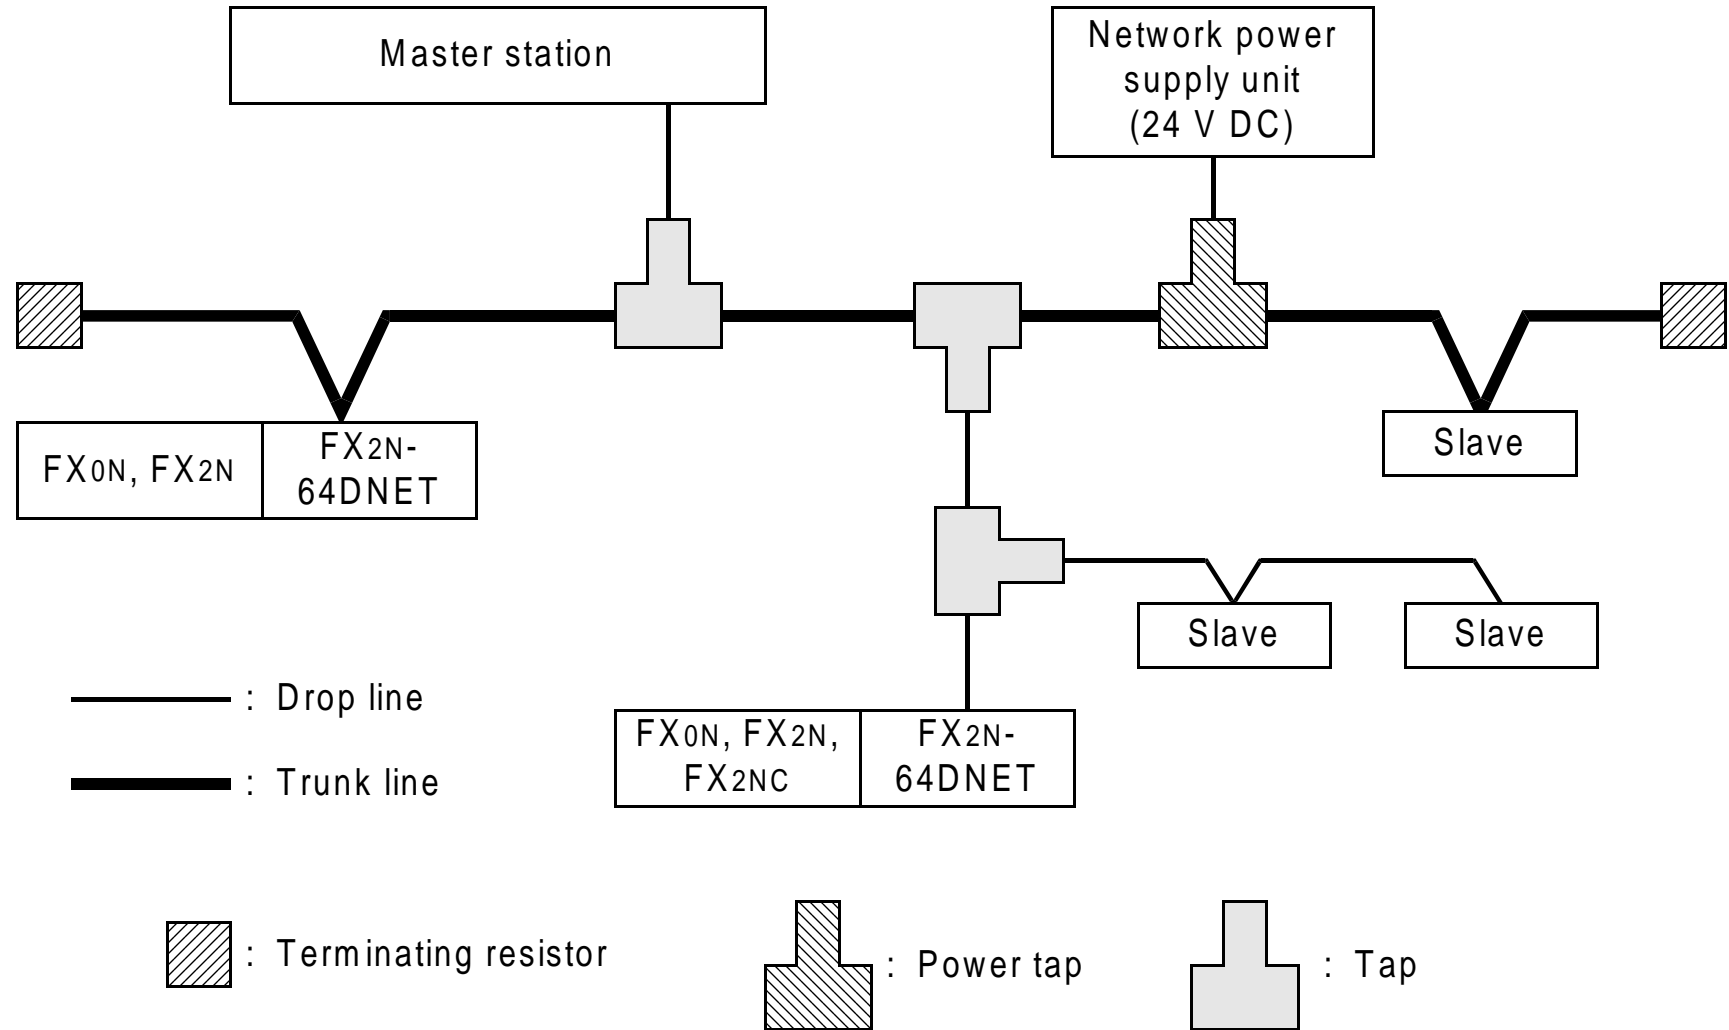 Master station
Network power
supply unit
(24 V DC)
FX0N, FX2N
FX2N-
64DNET
Slave
Slave
Slave
: Drop line
: Trunk line
FX0N, FX2N,
FX2NC
FX2N-
64DNET
: Terminating resistor
: Power tap
: Tap